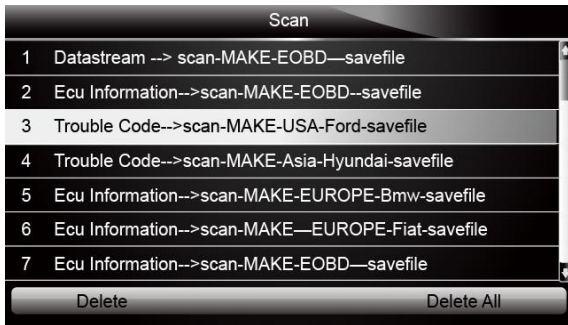 Scan
1 Datastream --> scan-MAKE-EOBD—savefile
2 Ecu Information-->scan-MAKE-EOBD--savefile
3 Trouble Code-->scan-MAKE-USA-Ford-savefile
4 Trouble Code-->scan-MAKE-Asia-Hyundai-savefile
5 Ecu Information-->scan-MAKE-EUROPE-Bmw-savefile
6 Ecu Information-->scan-MAKE—EUROPE-Fiat-savefile
7 Ecu Information-->scan-MAKE-EOBD—savefile
Delete Delete All